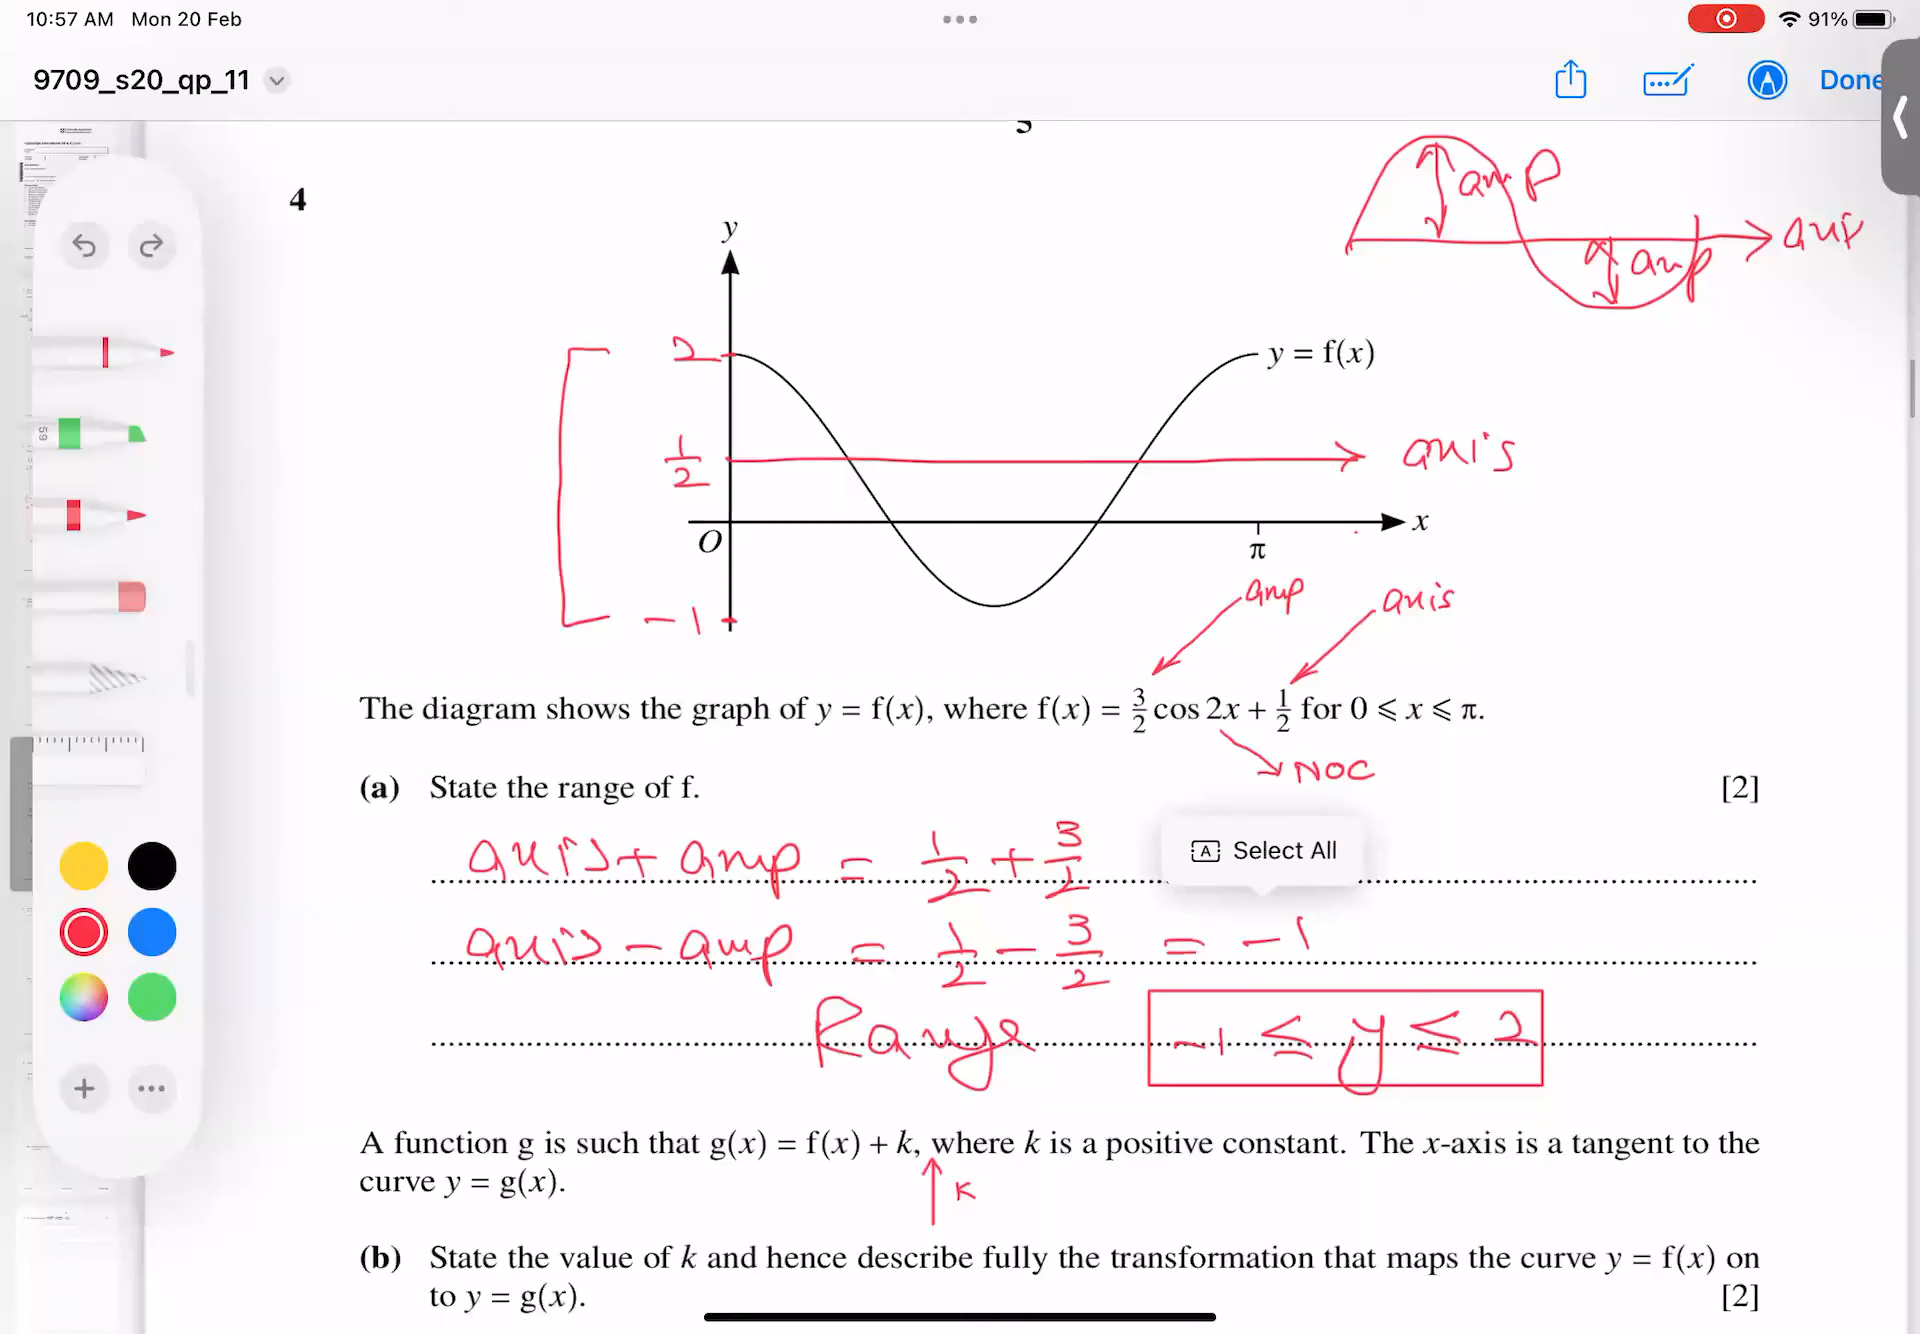 10:57 AM Mon 20 Feb
91%
9709_s20_qp_11
Done
4
amp
axis
amp
y
2
y = f(x)
1/2
axis
x
O
π
-1
amp
axis
The diagram shows the graph of y = f(x), where f(x) = 3/2 cos 2x + 1/2 for 0 ⩽ x ⩽ π.
NOC
(a) State the range of f. [2]
axis + amp = 1/2 + 3/2
Select All
axis - amp = 1/2 - 3/2 = -1
Range -1 ≤ y ≤ 2
A function g is such that g(x) = f(x) + k, where k is a positive constant. The x-axis is a tangent to the
curve y = g(x).
K
(b) State the value of k and hence describe fully the transformation that maps the curve y = f(x) on
to y = g(x). [2]
59